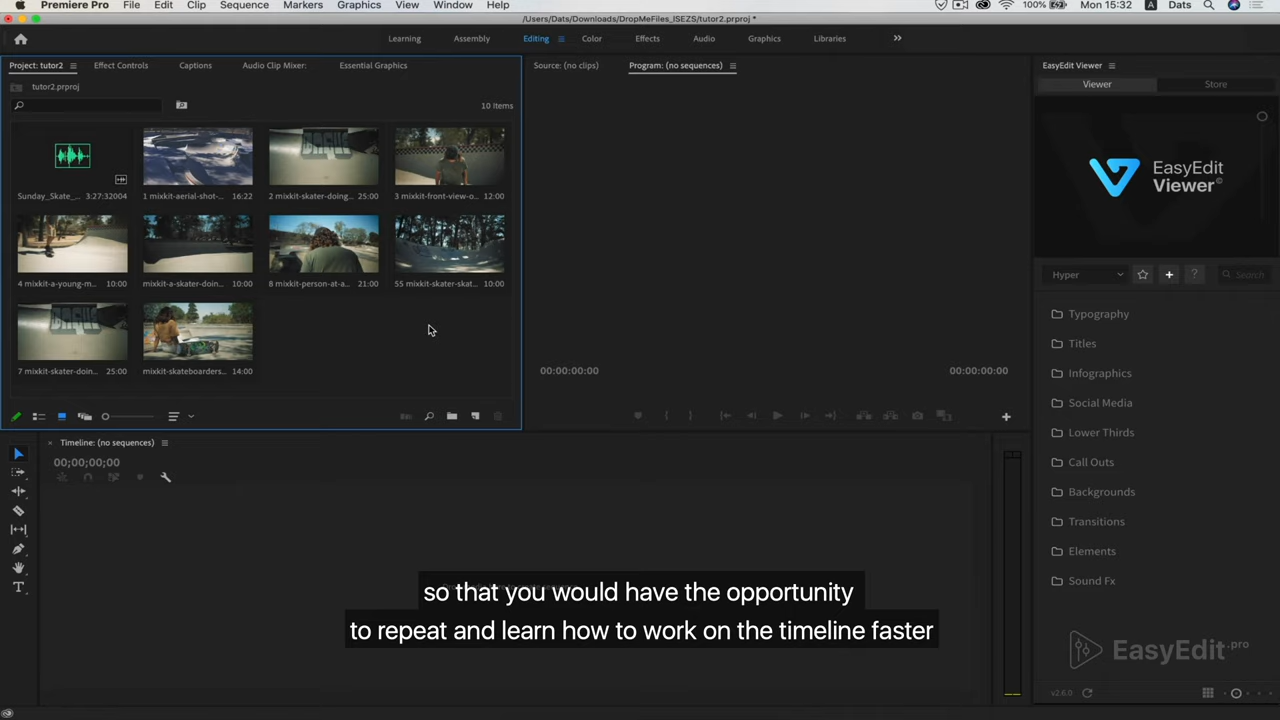 Premiere Pro File Edit Clip Sequence Markers Graphics View Window Help 100% Mon 15:32 A Dats
/Users/Dats/Downloads/DropMeFiles_ISEZS/tutor2.prproj *
Learning Assembly Editing Color Effects Audio Graphics Libraries
Project: tutor2 Effect Controls Captions Audio Clip Mixer: Essential Graphics
Source: (no clips) Program: (no sequences)
EasyEdit Viewer
tutor2.prproj
Viewer Store
10 Items
EasyEdit
Viewer
Sunday_Skate_... 3:27:32004
1 mixkit-aerial-shot-... 16:22
2 mixkit-skater-doing... 25:00
3 mixkit-front-view-o... 12:00
4 mixkit-a-young-m... 10:00
mixkit-a-skater-doin... 10:00
8 mixkit-person-at-a... 21:00
55 mixkit-skater-skat... 10:00
7 mixkit-skater-doin... 25:00
mixkit-skateboarders... 14:00
00:00:00:00
00:00:00:00
Hyper ? Search
Typography
Titles
Infographics
Social Media
Lower Thirds
Call Outs
Backgrounds
Transitions
Elements
Sound Fx
Timeline: (no sequences)
00;00;00;00
so that you would have the opportunity
to repeat and learn how to work on the timeline faster
EasyEdit.pro
v2.6.0